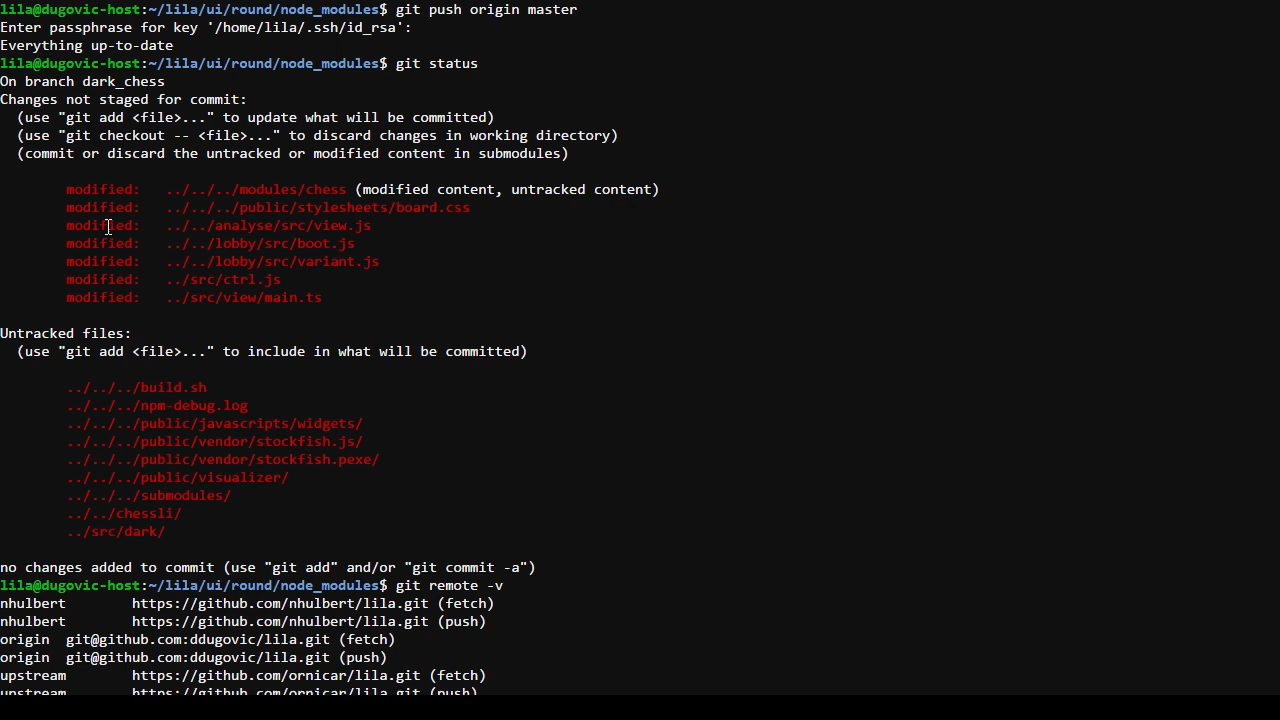 lila@dugovic-host:~/lila/ui/round/node_modules$ git push origin master
Enter passphrase for key '/home/lila/.ssh/id_rsa':
Everything up-to-date
lila@dugovic-host:~/lila/ui/round/node_modules$ git status
On branch dark_chess
Changes not staged for commit:
  (use "git add <file>..." to update what will be committed)
  (use "git checkout -- <file>..." to discard changes in working directory)
  (commit or discard the untracked or modified content in submodules)
        modified:   ../../../modules/chess (modified content, untracked content)
        modified:   ../../../public/stylesheets/board.css
        modified:   ../../analyse/src/view.js
        modified:   ../../lobby/src/boot.js
        modified:   ../../lobby/src/variant.js
        modified:   ../src/ctrl.js
        modified:   ../src/view/main.ts
Untracked files:
  (use "git add <file>..." to include in what will be committed)
        ../../../build.sh
        ../../../npm-debug.log
        ../../../public/javascripts/widgets/
        ../../../public/vendor/stockfish.js/
        ../../../public/vendor/stockfish.pexe/
        ../../../public/visualizer/
        ../../../submodules/
        ../../chessli/
        ../src/dark/
no changes added to commit (use "git add" and/or "git commit -a")
lila@dugovic-host:~/lila/ui/round/node_modules$ git remote -v
nhulbert        https://github.com/nhulbert/lila.git (fetch)
nhulbert        https://github.com/nhulbert/lila.git (push)
origin  git@github.com:ddugovic/lila.git (fetch)
origin  git@github.com:ddugovic/lila.git (push)
upstream        https://github.com/ornicar/lila.git (fetch)
upstream        https://github.com/ornicar/lila.git (push)